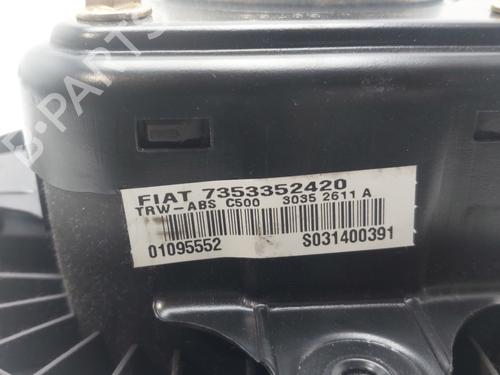 B-PARTS
FIAT 7353352420
TRW-ABS C500 3035 2611 A
01095552 S031400391